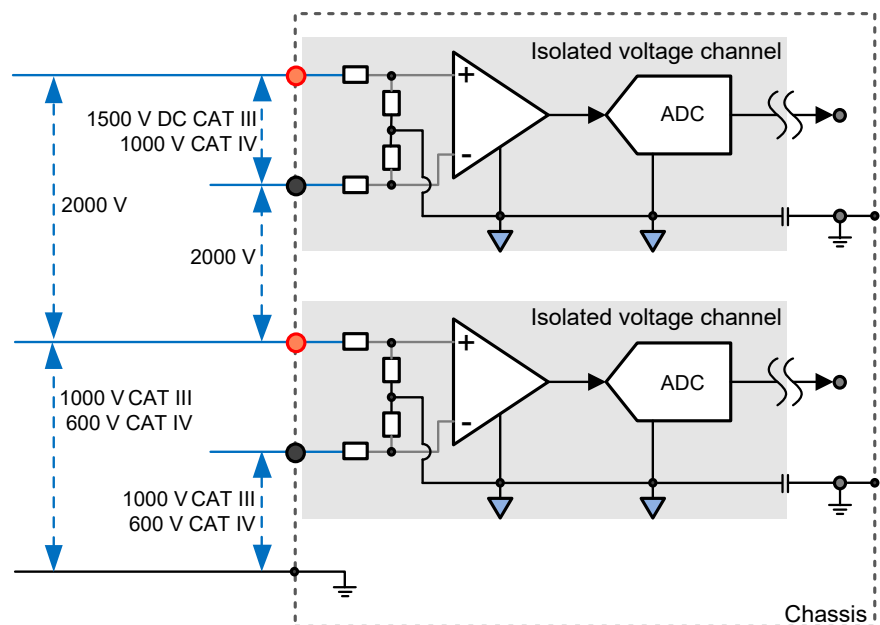 Isolated voltage channel
+
ADC
1500 V DC CAT III
1000 V CAT IV
-
2000 V
2000 V
Isolated voltage channel
+
ADC
1000 V CAT III
600 V CAT IV
-
1000 V CAT III
600 V CAT IV
Chassis